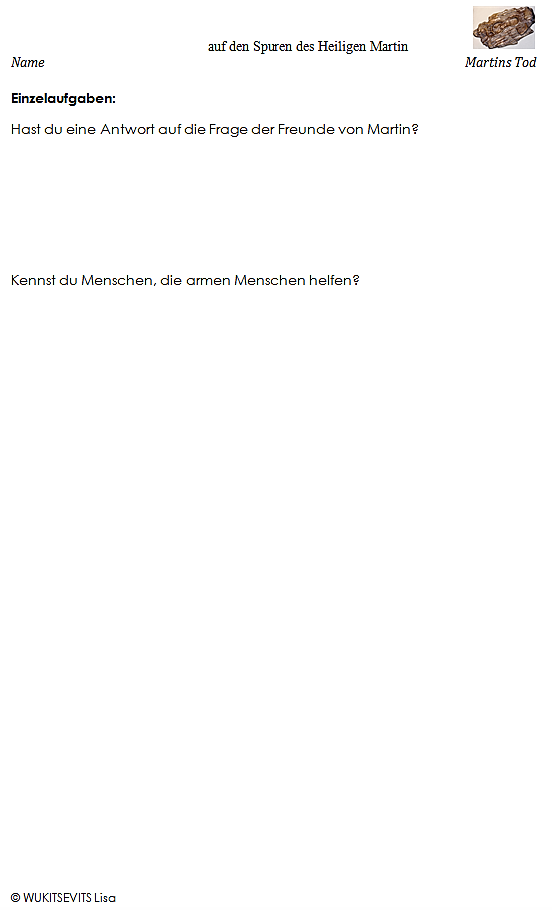 auf den Spuren des Heiligen Martin
Name Martins Tod
Einzelaufgaben:
Hast du eine Antwort auf die Frage der Freunde von Martin?
Kennst du Menschen, die armen Menschen helfen?
© WUKITSEVITS Lisa